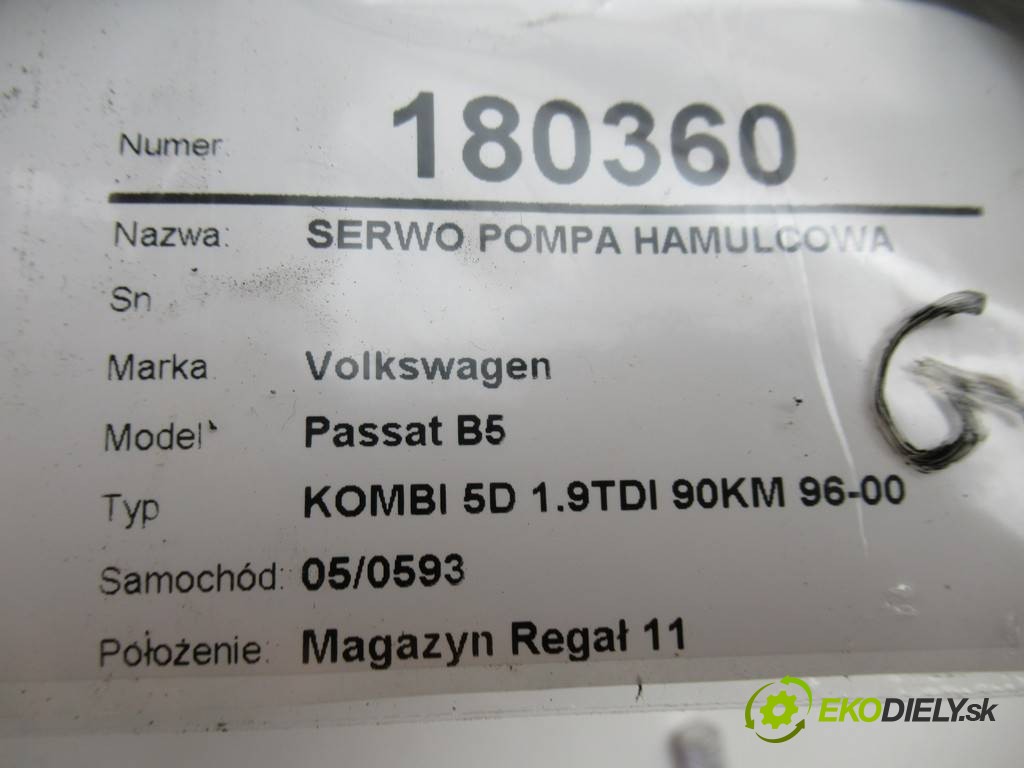 Numer: 180360
Nazwa: SERWO POMPA HAMULCOWA
Sn
Marka Volkswagen
Model Passat B5
Typ KOMBI 5D 1.9TDI 90KM 96-00
Samochód: 05/0593
Położenie: Magazyn Regał 11
G
EKODIELY.sk